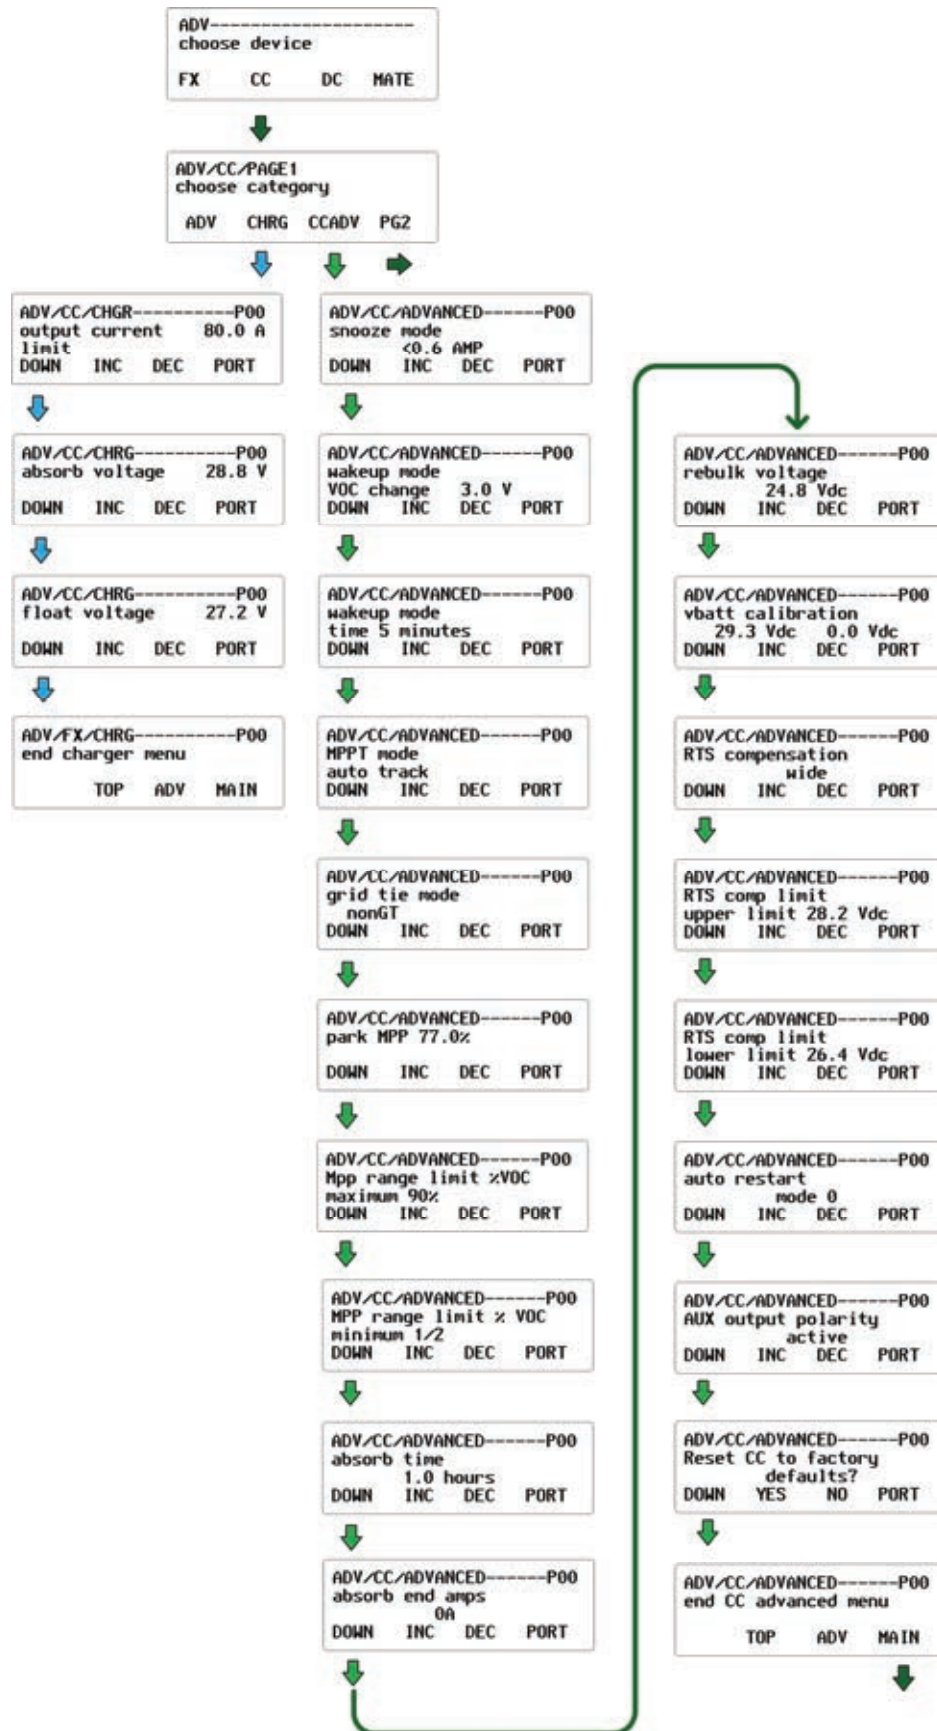 ADV--------------------
choose device
FX CC DC MATE
ADV/CC/PAGE1
choose category
ADV CHRG CCADV PG2
ADV/CC/CHGR----------P00
output current 80.0 A
limit
DOWN INC DEC PORT
ADV/CC/CHRG----------P00
absorb voltage 28.8 V
DOWN INC DEC PORT
ADV/CC/CHRG----------P00
float voltage 27.2 V
DOWN INC DEC PORT
ADV/FX/CHRG----------P00
end charger menu
TOP ADV MAIN
ADV/CC/ADVANCED------P00
snooze mode
<0.6 AMP
DOWN INC DEC PORT
ADV/CC/ADVANCED------P00
wakeup mode
VOC change 3.0 V
DOWN INC DEC PORT
ADV/CC/ADVANCED------P00
wakeup mode
time 5 minutes
DOWN INC DEC PORT
ADV/CC/ADVANCED------P00
MPPT mode
auto track
DOWN INC DEC PORT
ADV/CC/ADVANCED------P00
grid tie mode
nonGT
DOWN INC DEC PORT
ADV/CC/ADVANCED------P00
park MPP 77.0%
DOWN INC DEC PORT
ADV/CC/ADVANCED------P00
Mpp range limit %VOC
maximum 90%
DOWN INC DEC PORT
ADV/CC/ADVANCED------P00
MPP range limit % VOC
minimum 1/2
DOWN INC DEC PORT
ADV/CC/ADVANCED------P00
absorb time
1.0 hours
DOWN INC DEC PORT
ADV/CC/ADVANCED------P00
absorb end amps
0A
DOWN INC DEC PORT
ADV/CC/ADVANCED------P00
rebulk voltage
24.8 Vdc
DOWN INC DEC PORT
ADV/CC/ADVANCED------P00
vbatt calibration
29.3 Vdc 0.0 Vdc
DOWN INC DEC PORT
ADV/CC/ADVANCED------P00
RTS compensation
wide
DOWN INC DEC PORT
ADV/CC/ADVANCED------P00
RTS comp limit
upper limit 28.2 Vdc
DOWN INC DEC PORT
ADV/CC/ADVANCED------P00
RTS comp limit
lower limit 26.4 Vdc
DOWN INC DEC PORT
ADV/CC/ADVANCED------P00
auto restart
mode 0
DOWN INC DEC PORT
ADV/CC/ADVANCED------P00
AUX output polarity
active
DOWN INC DEC PORT
ADV/CC/ADVANCED------P00
Reset CC to factory
defaults?
DOWN YES NO PORT
ADV/CC/ADVANCED------P00
end CC advanced menu
TOP ADV MAIN